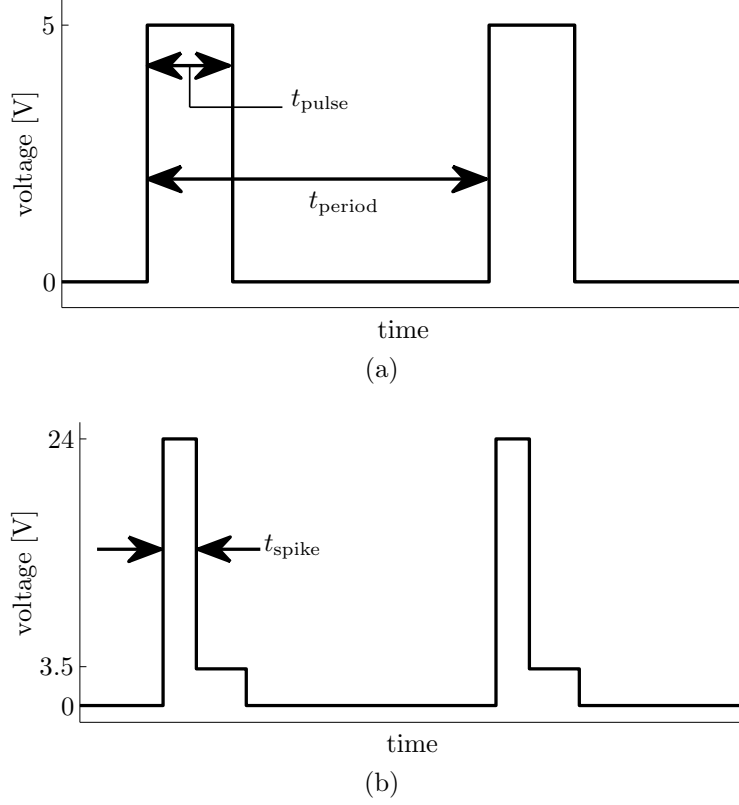 5
voltage [V]
t_pulse
t_period
0
time
(a)
24
voltage [V]
t_spike
3.5
0
time
(b)